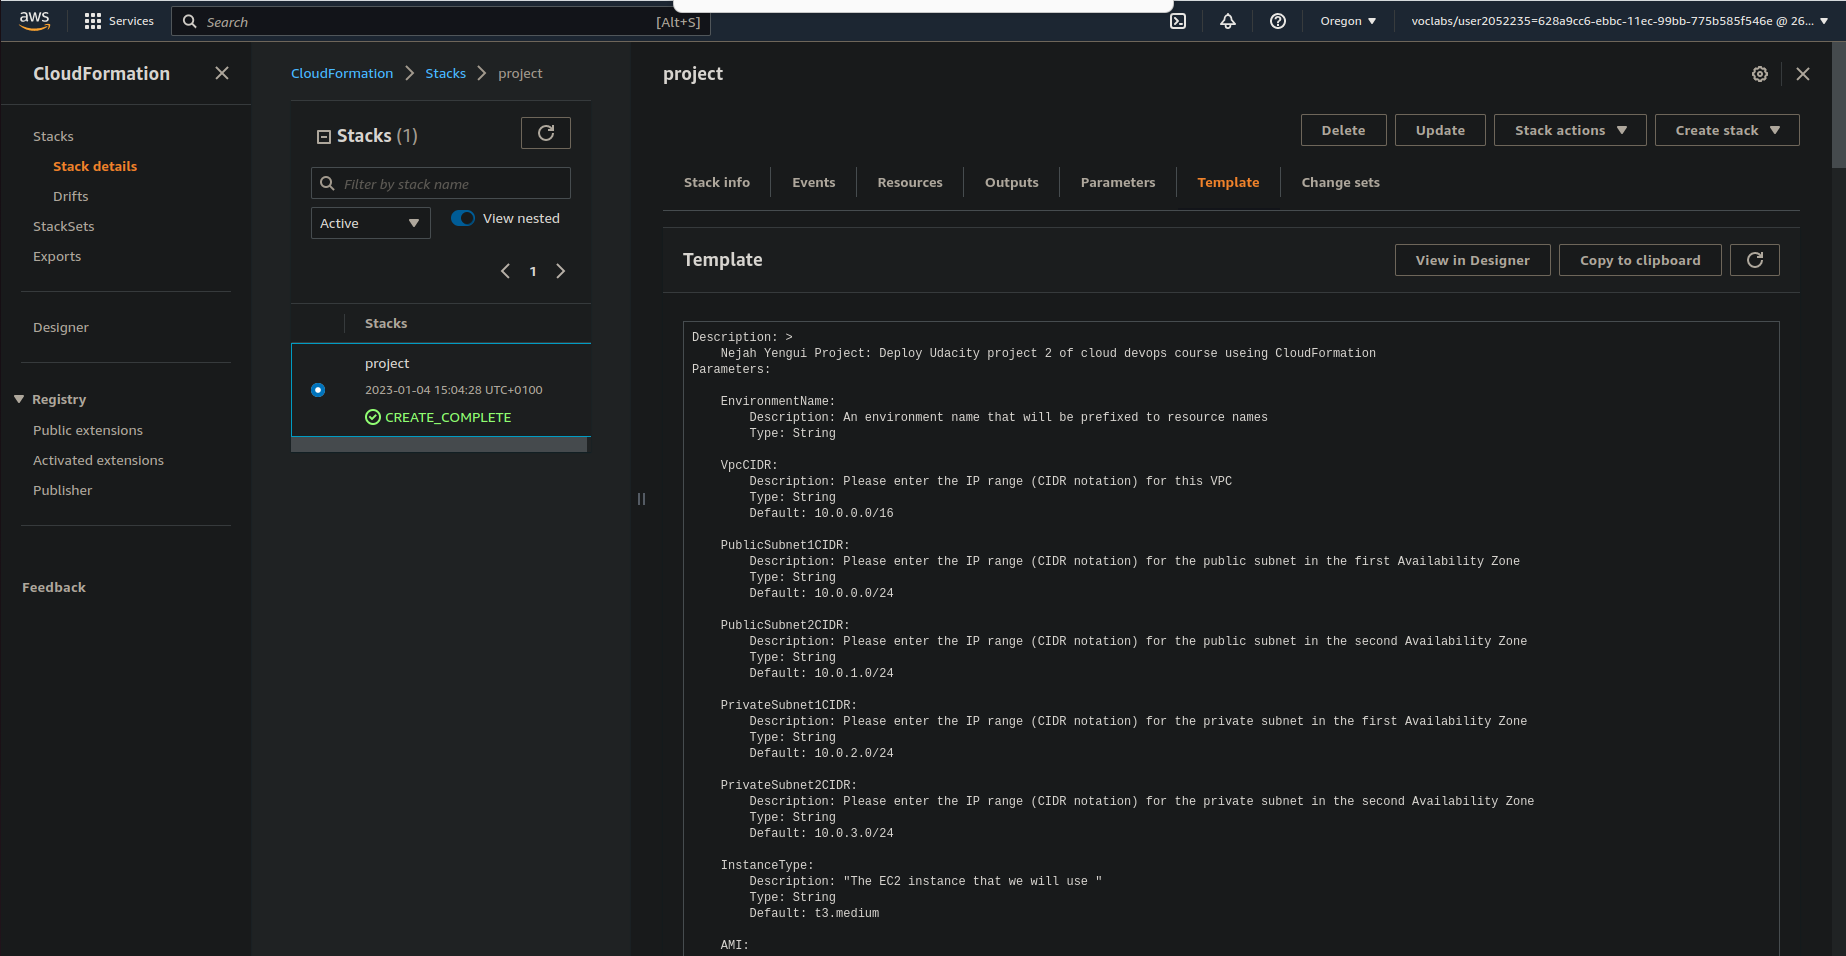 aws
Services
Search
[Alt+S]
Oregon
voclabs/user2052235=628a9cc6-ebbc-11ec-99bb-775b585f546e @ 26...
CloudFormation
Stacks
Stack details
Drifts
StackSets
Exports
Designer
Registry
Public extensions
Activated extensions
Publisher
Feedback
CloudFormation
Stacks
project
Stacks (1)
Filter by stack name
Active
View nested
1
Stacks
project
2023-01-04 15:04:28 UTC+0100
CREATE_COMPLETE
project
Delete
Update
Stack actions
Create stack
Stack info
Events
Resources
Outputs
Parameters
Template
Change sets
Template
View in Designer
Copy to clipboard
Description: >
Nejah Yengui Project: Deploy Udacity project 2 of cloud devops course useing CloudFormation
Parameters:
EnvironmentName:
Description: An environment name that will be prefixed to resource names
Type: String
VpcCIDR:
Description: Please enter the IP range (CIDR notation) for this VPC
Type: String
Default: 10.0.0.0/16
PublicSubnet1CIDR:
Description: Please enter the IP range (CIDR notation) for the public subnet in the first Availability Zone
Type: String
Default: 10.0.0.0/24
PublicSubnet2CIDR:
Description: Please enter the IP range (CIDR notation) for the public subnet in the second Availability Zone
Type: String
Default: 10.0.1.0/24
PrivateSubnet1CIDR:
Description: Please enter the IP range (CIDR notation) for the private subnet in the first Availability Zone
Type: String
Default: 10.0.2.0/24
PrivateSubnet2CIDR:
Description: Please enter the IP range (CIDR notation) for the private subnet in the second Availability Zone
Type: String
Default: 10.0.3.0/24
InstanceType:
Description: "The EC2 instance that we will use "
Type: String
Default: t3.medium
AMI: